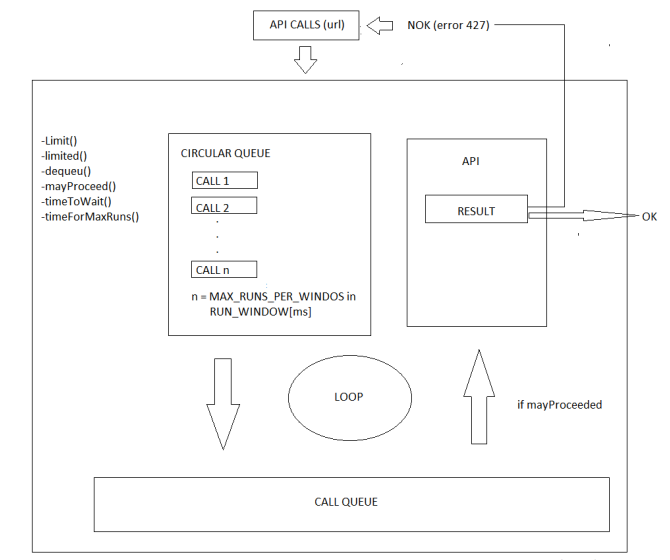 API CALLS (url)
NOK (error 427)
-Limit()
-limited()
-dequeu()
-mayProceed()
-timeToWait()
-timeForMaxRuns()
CIRCULAR QUEUE
CALL 1
CALL 2
.
.
.
CALL n
n = MAX_RUNS_PER_WINDOS in
RUN_WINDOW[ms]
API
RESULT
OK
LOOP
if mayProceeded
CALL QUEUE